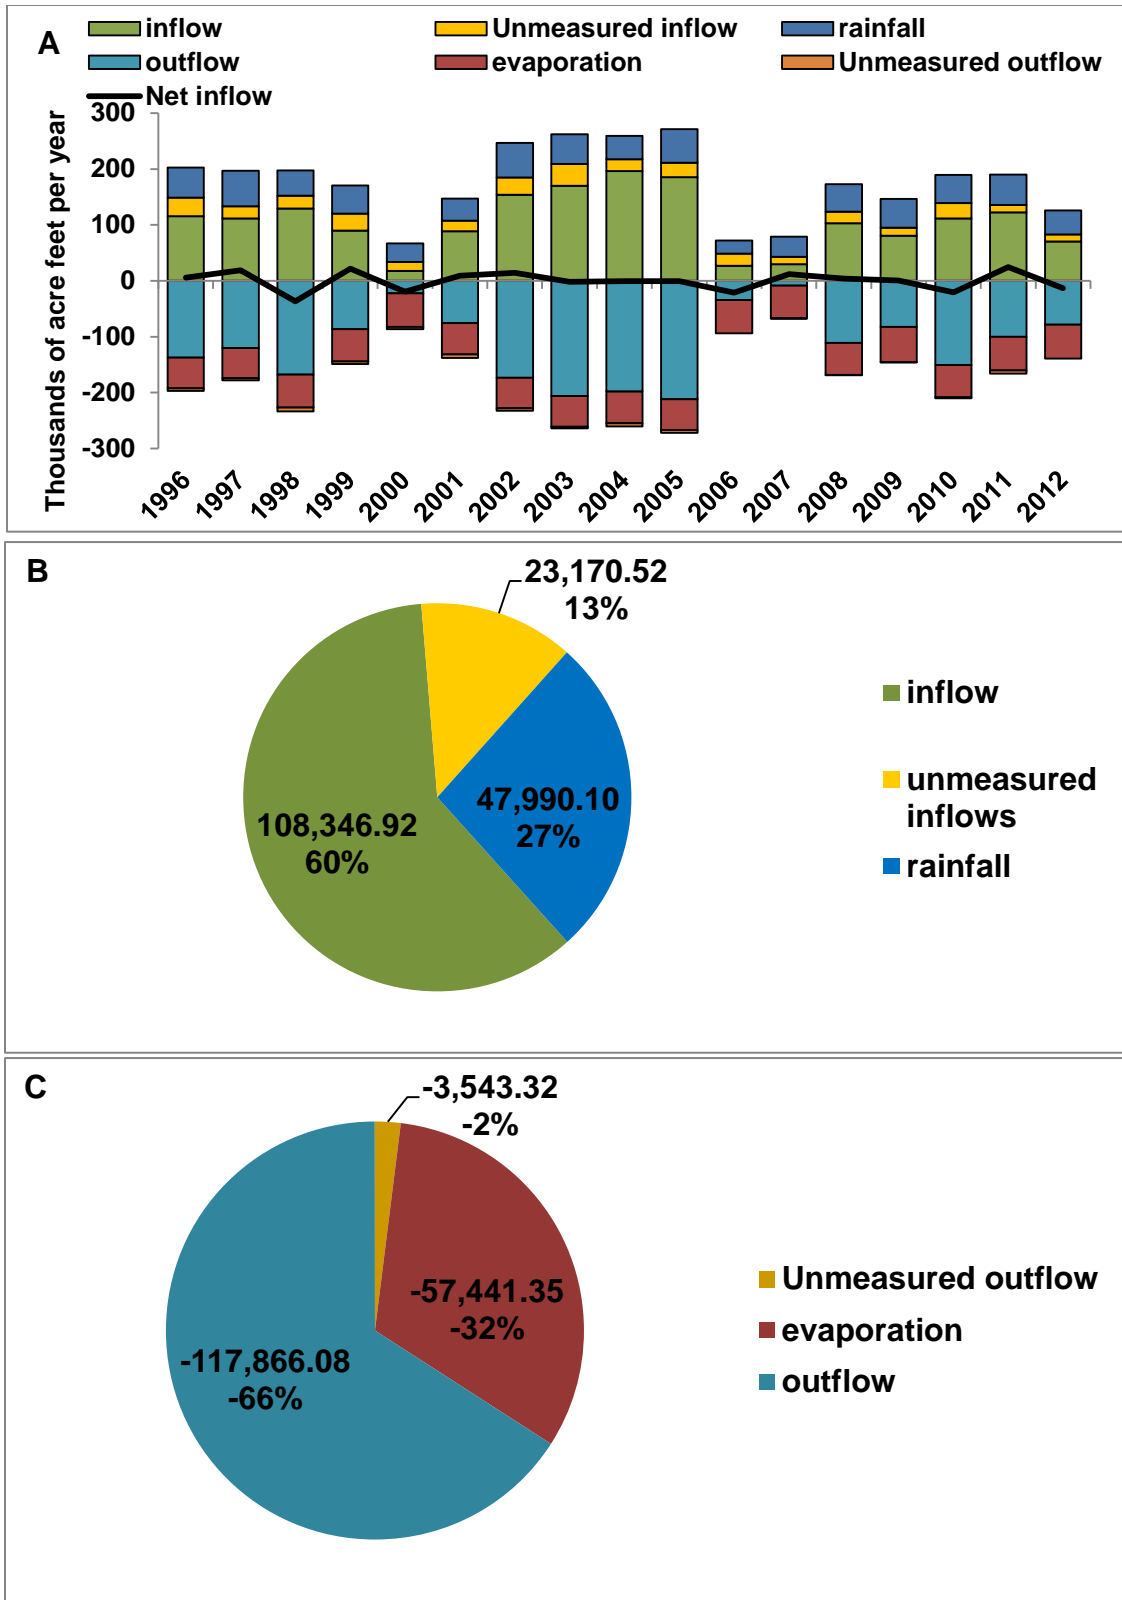 A
inflow
Unmeasured inflow
rainfall
outflow
evaporation
Unmeasured outflow
Net inflow
Thousands of acre feet per year
300
200
100
0
-100
-200
-300
1996
1997
1998
1999
2000
2001
2002
2003
2004
2005
2006
2007
2008
2009
2010
2011
2012
B
23,170.52
13%
47,990.10
27%
108,346.92
60%
inflow
unmeasured
inflows
rainfall
C
-3,543.32
-2%
-57,441.35
-32%
-117,866.08
-66%
Unmeasured outflow
evaporation
outflow